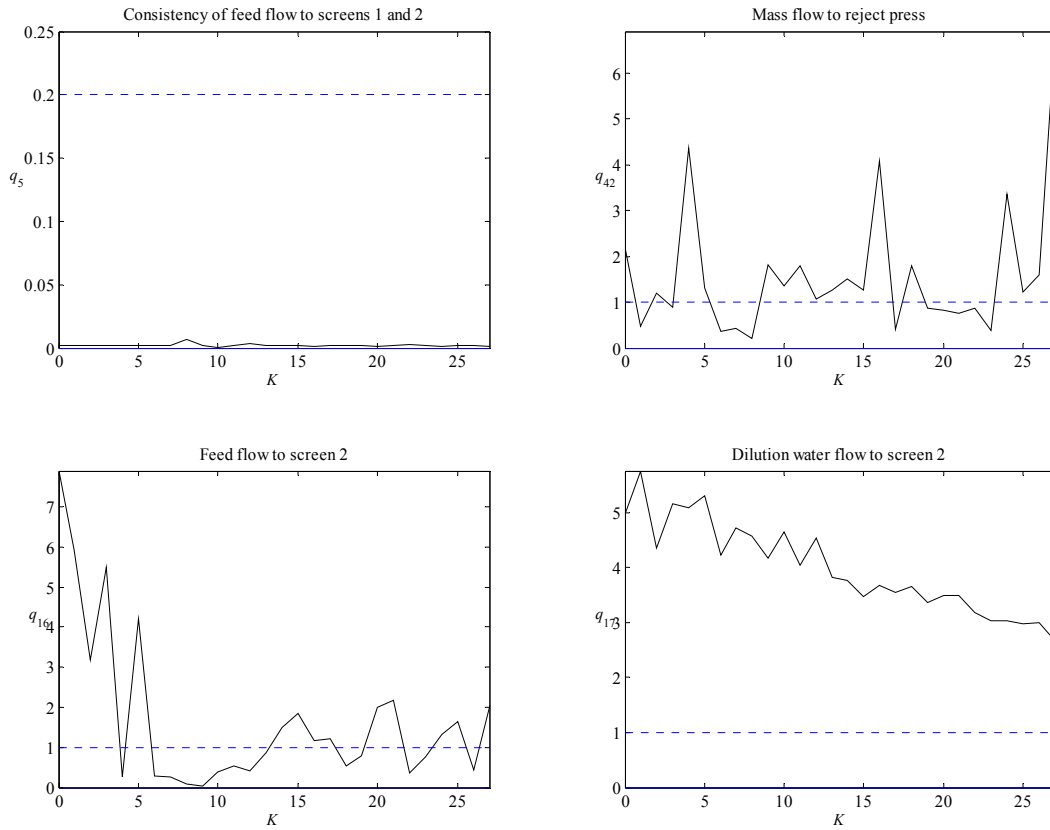 Consistency of feed flow to screens 1 and 2
0.25
0.2
0.15
q5
0.1
0.05
0
0 5 10 15 20 25
K
Mass flow to reject press
6
5
4
q42
3
2
1
0
0 5 10 15 20 25
K
Feed flow to screen 2
7
6
5
q16
4
3
2
1
0
0 5 10 15 20 25
K
Dilution water flow to screen 2
5
4
q17
3
2
1
0
0 5 10 15 20 25
K